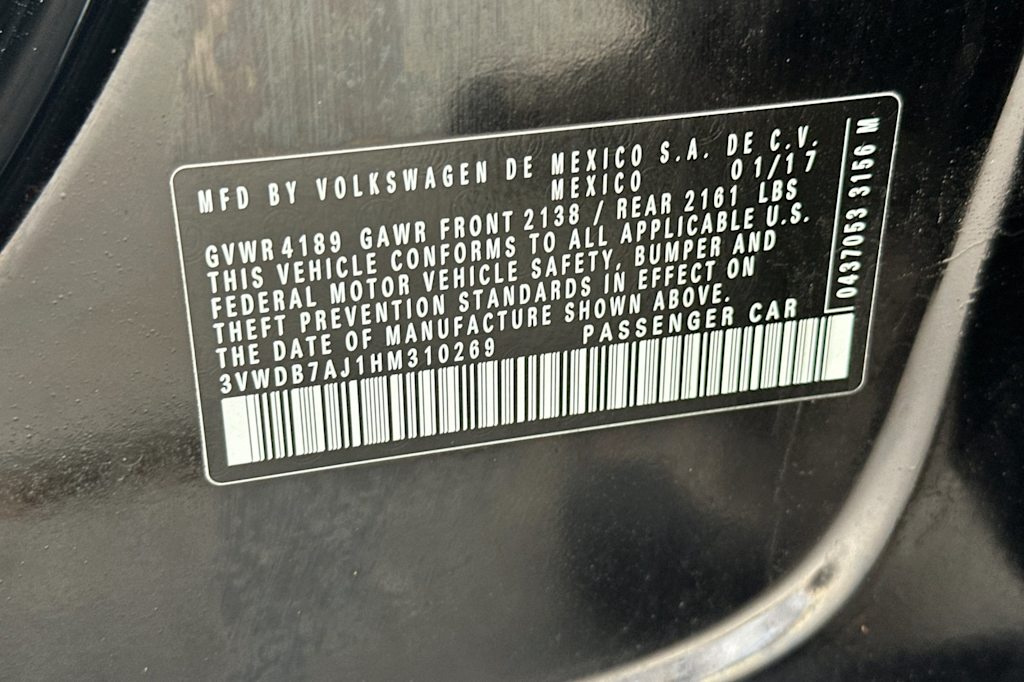 MFD BY VOLKSWAGEN DE MEXICO S.A. DE C.V.
MEXICO 01/17
GVWR 4189 GAWR FRONT 2138 / REAR 2161 LBS
THIS VEHICLE CONFORMS TO ALL APPLICABLE U.S.
FEDERAL MOTOR VEHICLE SAFETY, BUMPER AND
THEFT PREVENTION STANDARDS IN EFFECT ON
THE DATE OF MANUFACTURE SHOWN ABOVE.
3VWDB7AJ1HM310269 PASSENGER CAR
0437053 3156 M